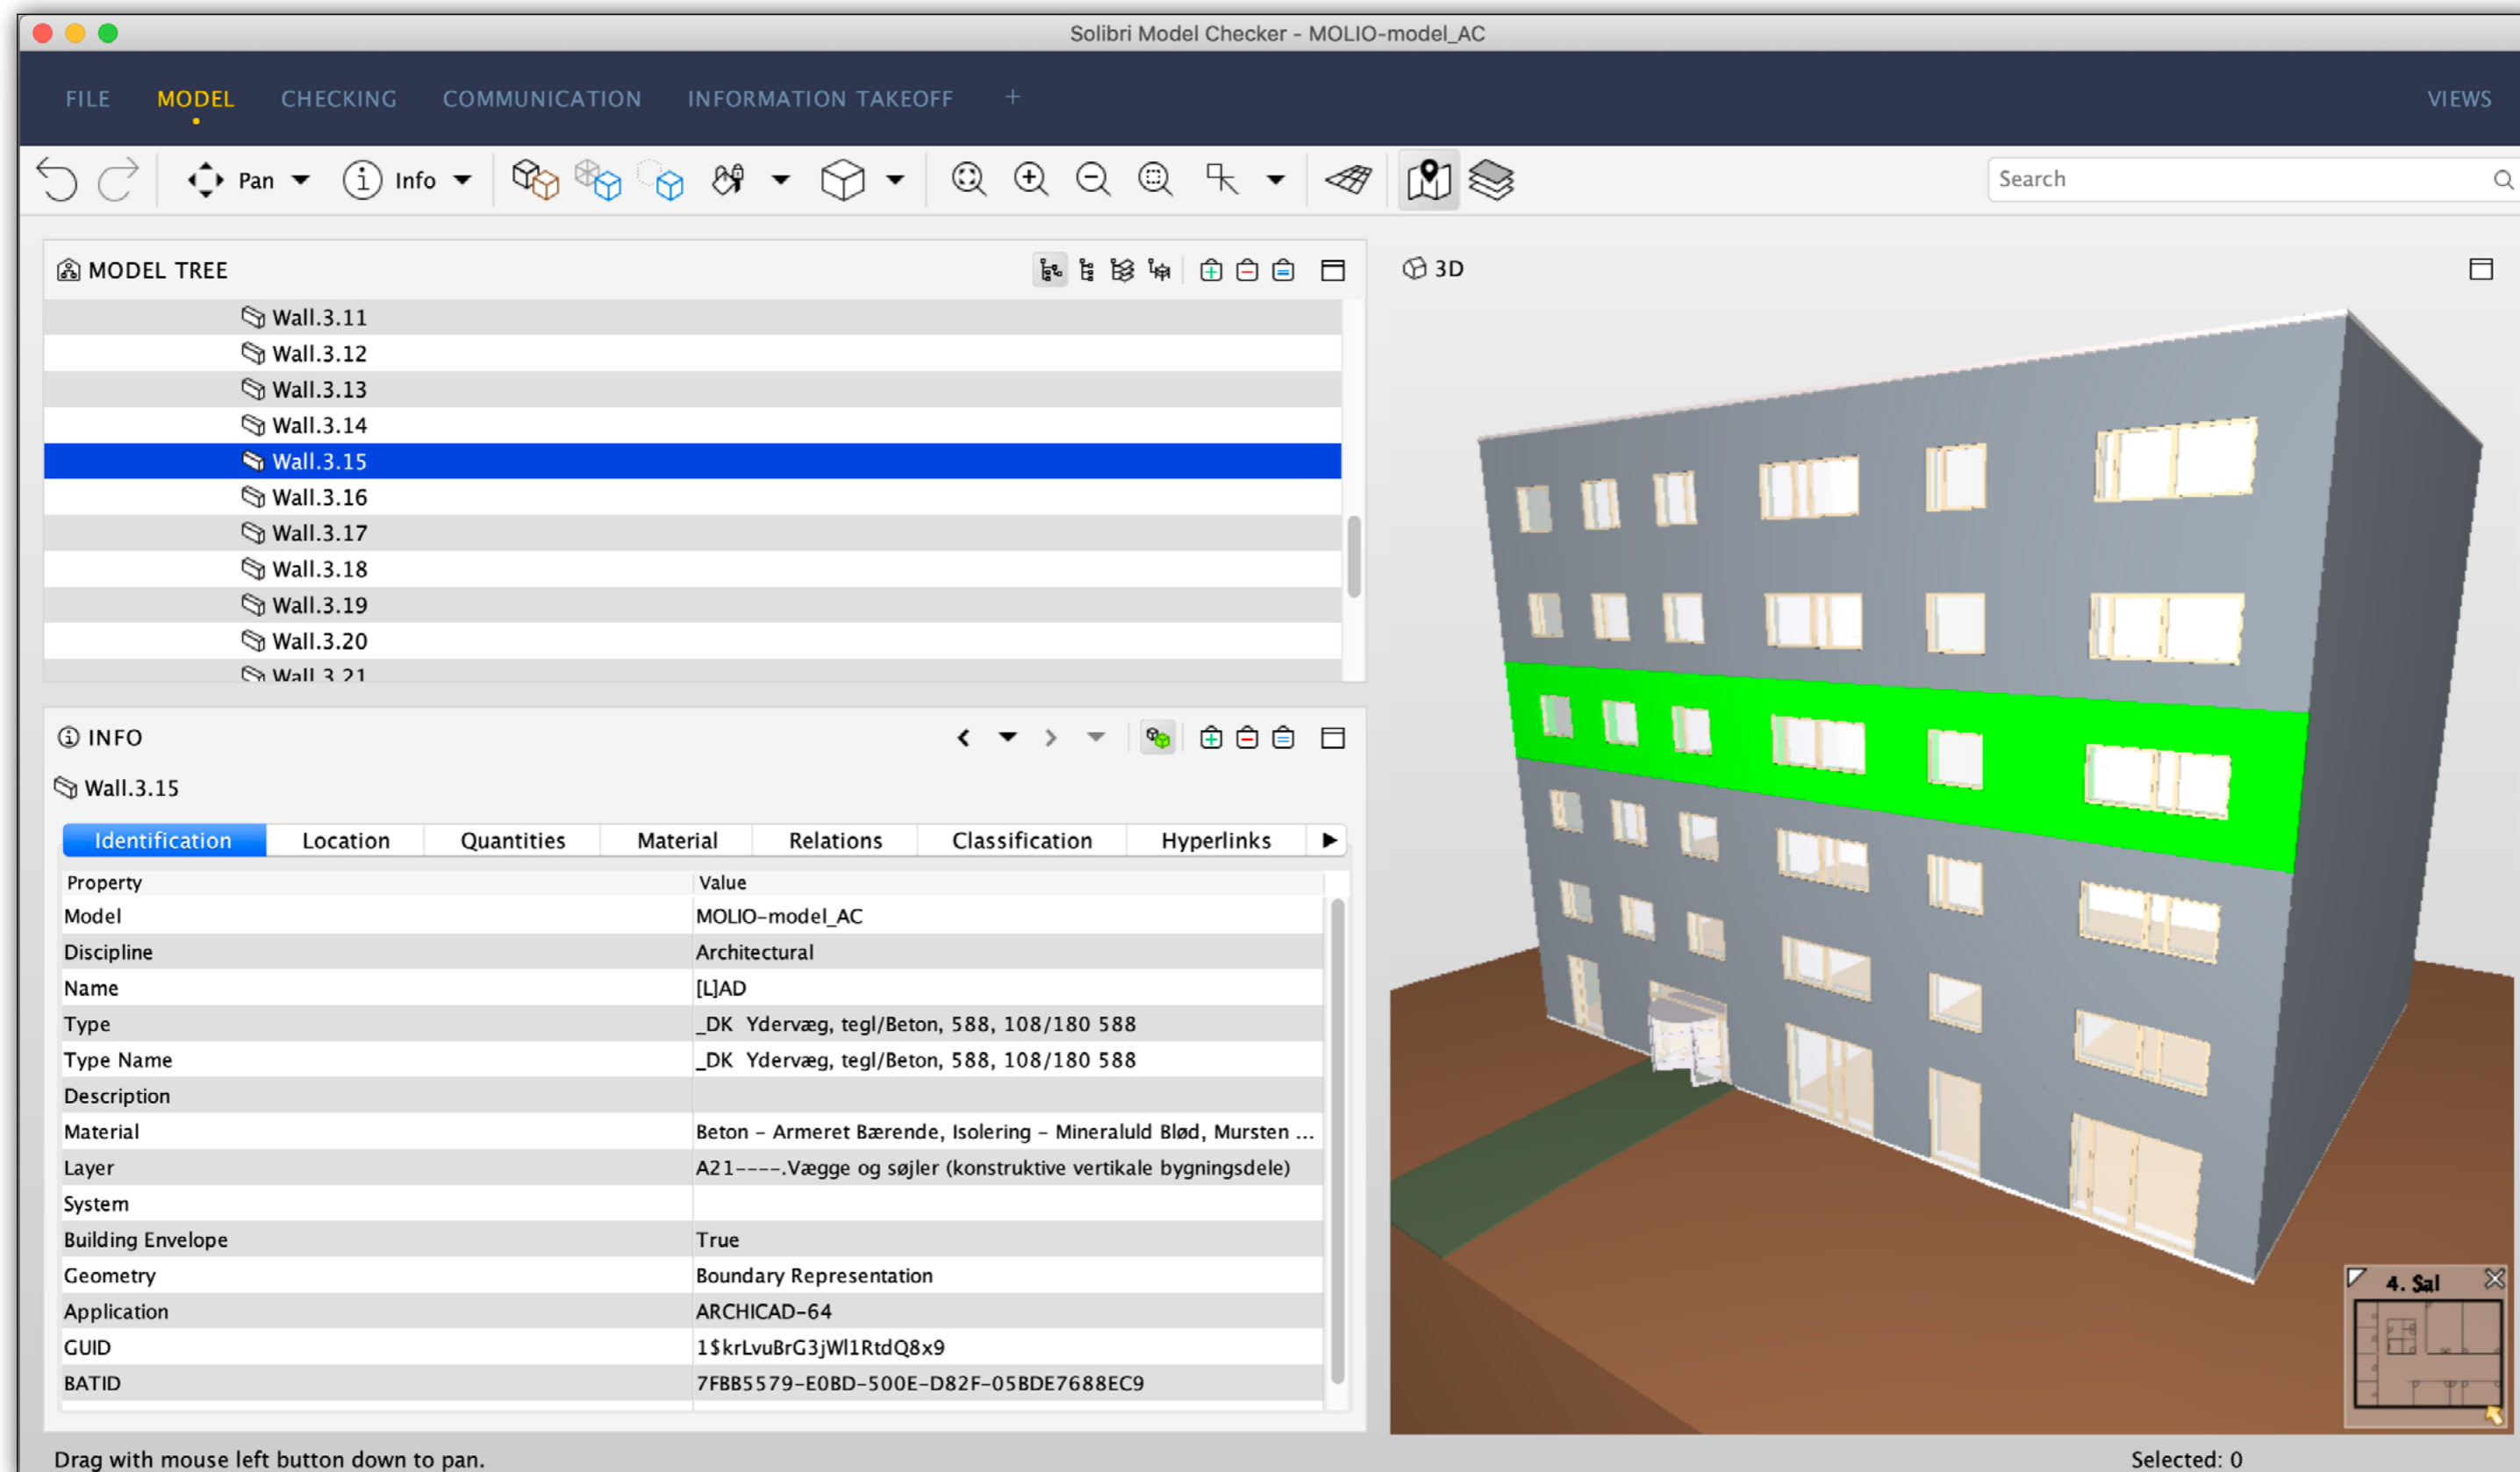 Solibri Model Checker - MOLIO-model_AC
FILE MODEL CHECKING COMMUNICATION INFORMATION TAKEOFF + VIEWS
Pan Info Search
MODEL TREE
Wall.3.11
Wall.3.12
Wall.3.13
Wall.3.14
Wall.3.15
Wall.3.16
Wall.3.17
Wall.3.18
Wall.3.19
Wall.3.20
Wall.3.21
INFO
Wall.3.15
Identification Location Quantities Material Relations Classification Hyperlinks
Property Value
Model MOLIO-model_AC
Discipline Architectural
Name [L]AD
Type _DK Ydervæg, tegl/Beton, 588, 108/180 588
Type Name _DK Ydervæg, tegl/Beton, 588, 108/180 588
Description
Material Beton - Armeret Bærende, Isolering - Mineraluld Blød, Mursten ...
Layer A21----.Vægge og søjler (konstruktive vertikale bygningsdele)
System
Building Envelope True
Geometry Boundary Representation
Application ARCHICAD-64
GUID 1$krLvuBrG3jWl1RtdQ8x9
BATID 7FBB5579-E0BD-500E-D82F-05BDE7688EC9
3D
4. Sal
Drag with mouse left button down to pan.
Selected: 0